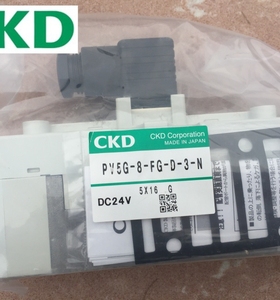 CKD
CKD
CKD Corporation
MADE IN JAPAN
PV5G-8-FG-D-3-N
5X16 G
DC24V